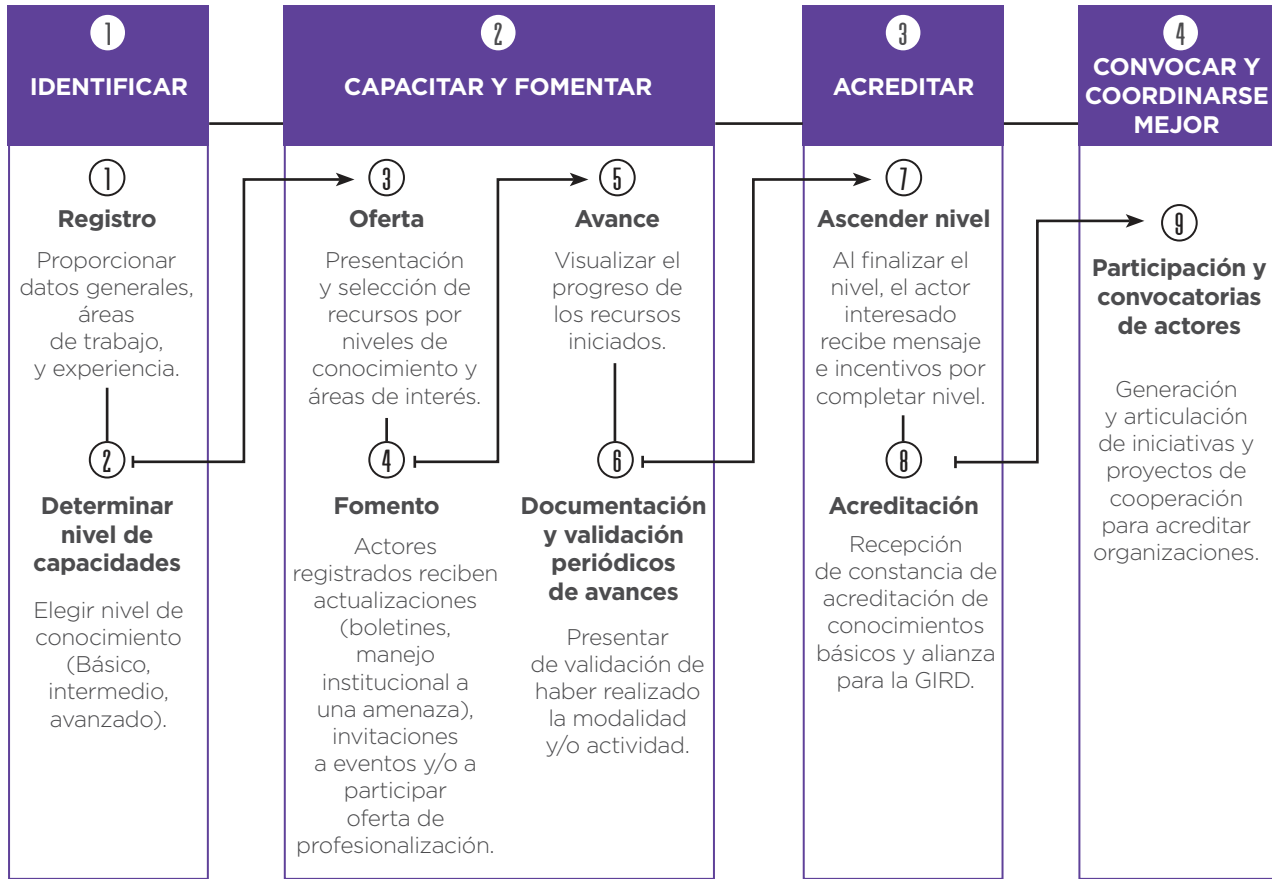 1
IDENTIFICAR
2
CAPACITAR Y FOMENTAR
3
ACREDITAR
4
CONVOCAR Y
COORDINARSE
MEJOR
1
Registro
Proporcionar
datos generales,
áreas
de trabajo,
y experiencia.
2
Determinar
nivel de
capacidades
Elegir nivel de
conocimiento
(Básico,
intermedio,
avanzado).
3
Oferta
Presentación
y selección de
recursos por
niveles de
conocimiento y
áreas de interés.
4
Fomento
Actores
registrados reciben
actualizaciones
(boletines,
manejo
institucional a
una amenaza),
invitaciones
a eventos y/o a
participar
oferta de
profesionalización.
5
Avance
Visualizar el
progreso de
los recursos
iniciados.
6
Documentación
y validación
periódicos
de avances
Presentar
de validación de
haber realizado
la modalidad
y/o actividad.
7
Ascender nivel
Al finalizar el
nivel, el actor
interesado
recibe mensaje
e incentivos por
completar nivel.
8
Acreditación
Recepción
de constancia de
acreditación de
conocimientos
básicos y alianza
para la GIRD.
9
Participación y
convocatorias
de actores
Generación
y articulación
de iniciativas y
proyectos de
cooperación
para acreditar
organizaciones.